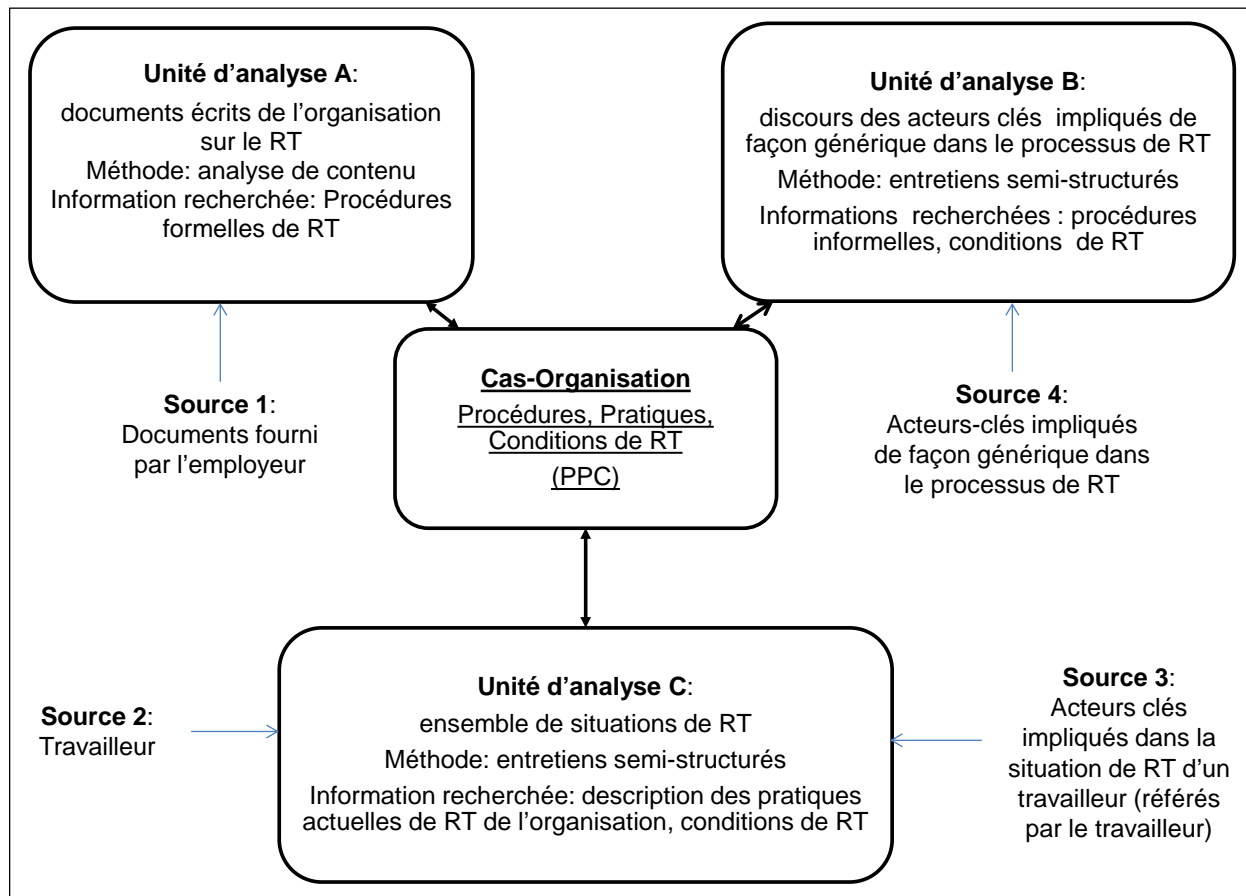 Unité d’analyse A:
documents écrits de l’organisation
sur le RT
Méthode: analyse de contenu
Information recherchée: Procédures
formelles de RT
Unité d’analyse B:
discours des acteurs clés impliqués de
façon générique dans le processus de RT
Méthode: entretiens semi-structurés
Informations recherchées : procédures
informelles, conditions de RT
Source 1:
Documents fourni
par l’employeur
Cas-Organisation
Procédures, Pratiques,
Conditions de RT
(PPC)
Source 4:
Acteurs-clés impliqués
de façon générique dans
le processus de RT
Source 2:
Travailleur
Unité d’analyse C:
ensemble de situations de RT
Méthode: entretiens semi-structurés
Information recherchée: description des pratiques
actuelles de RT de l’organisation, conditions de RT
Source 3:
Acteurs clés
impliqués dans la
situation de RT d’un
travailleur (référés
par le travailleur)